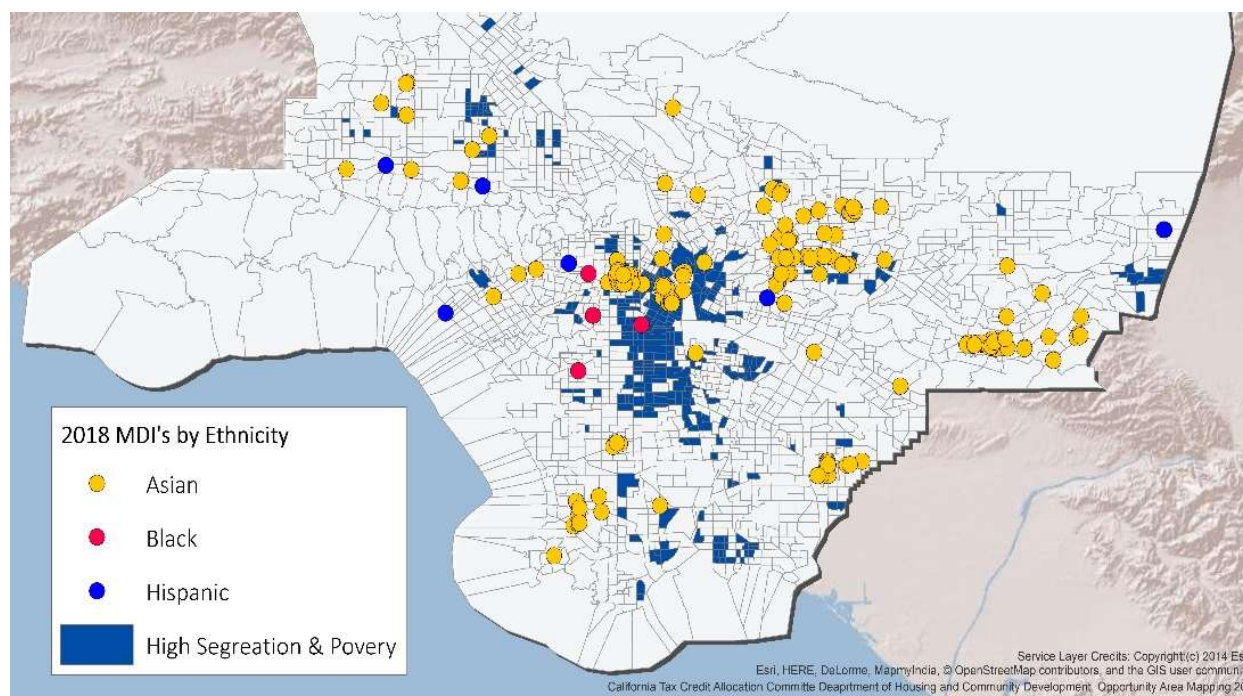 2018 MDI's by Ethnicity
Asian
Black
Hispanic
High Segreation & Povery
Service Layer Credits: Copyright:(c) 2014 Es
Esri, HERE, DeLorme, MapmyIndia, © OpenStreetMap contributors, and the GIS user communi
California Tax Credit Allocation Committe Deaprtment of Housing and Community Development, Opportunity Area Mapping 20